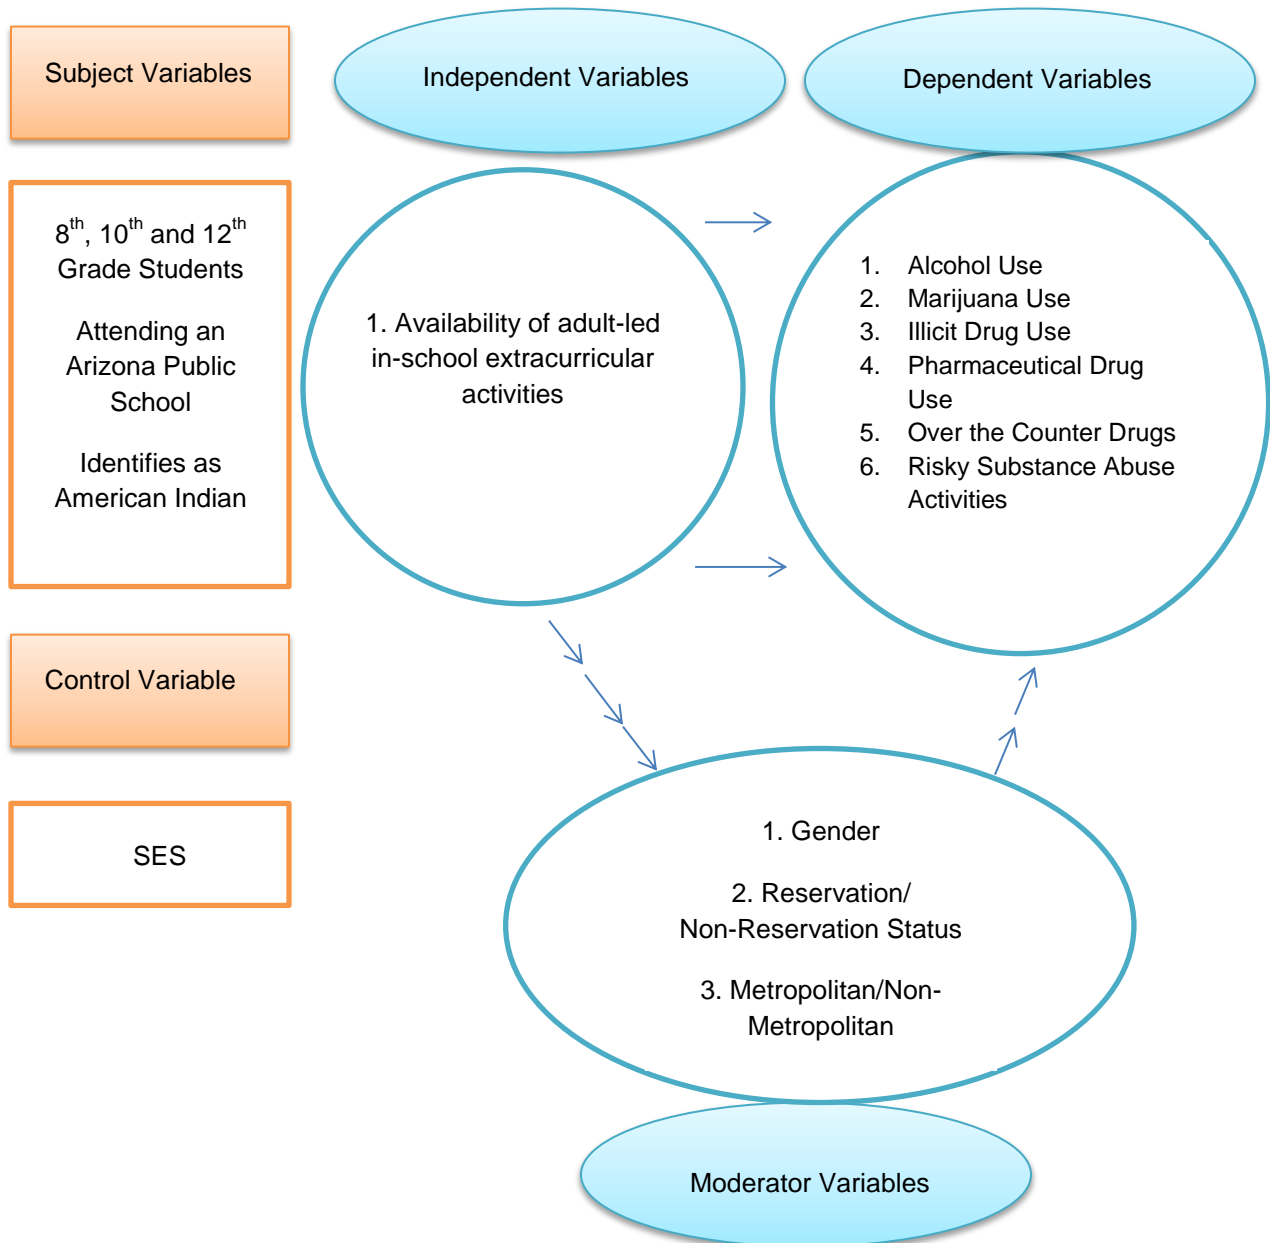 Subject Variables
Independent Variables
Dependent Variables
8th, 10th and 12th
Grade Students
Attending an
Arizona Public
School
Identifies as
American Indian
1. Availability of adult-led
in-school extracurricular
activities
1. Alcohol Use
2. Marijuana Use
3. Illicit Drug Use
4. Pharmaceutical Drug
Use
5. Over the Counter Drugs
6. Risky Substance Abuse
Activities
Control Variable
SES
1. Gender
2. Reservation/
Non-Reservation Status
3. Metropolitan/Non-
Metropolitan
Moderator Variables